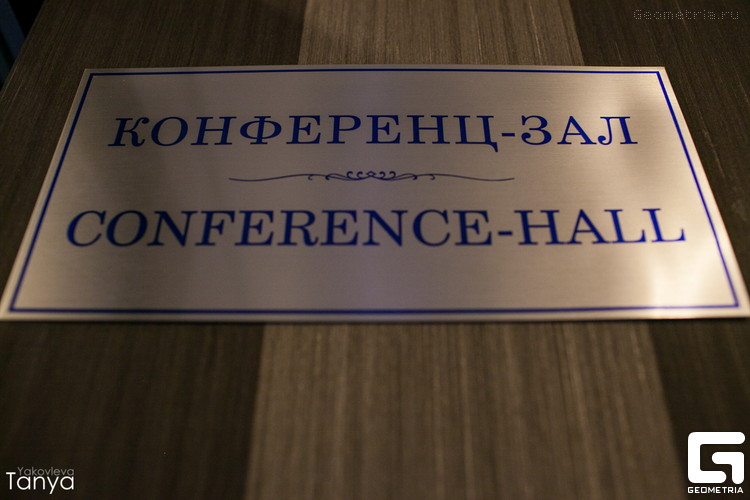 Geometria.ru
КОНФЕРЕНЦ-ЗАЛ
CONFERENCE-HALL
Yakovleva
Tanya
GEOMETRIA